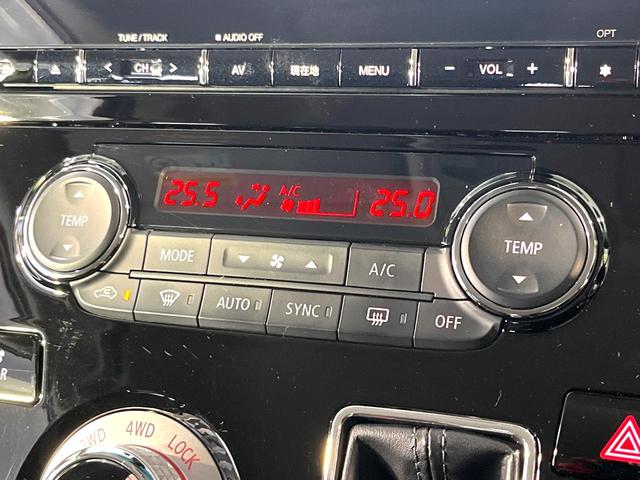 TUNE / TRACK
AUDIO OFF
OPT
< CH >
AV
現在地
MENU
- VOL +
✱
25.5
A/C
25.0
TEMP
MODE
A/C
TEMP
AUTO
SYNC
OFF
R
WD
4WD
LOCK